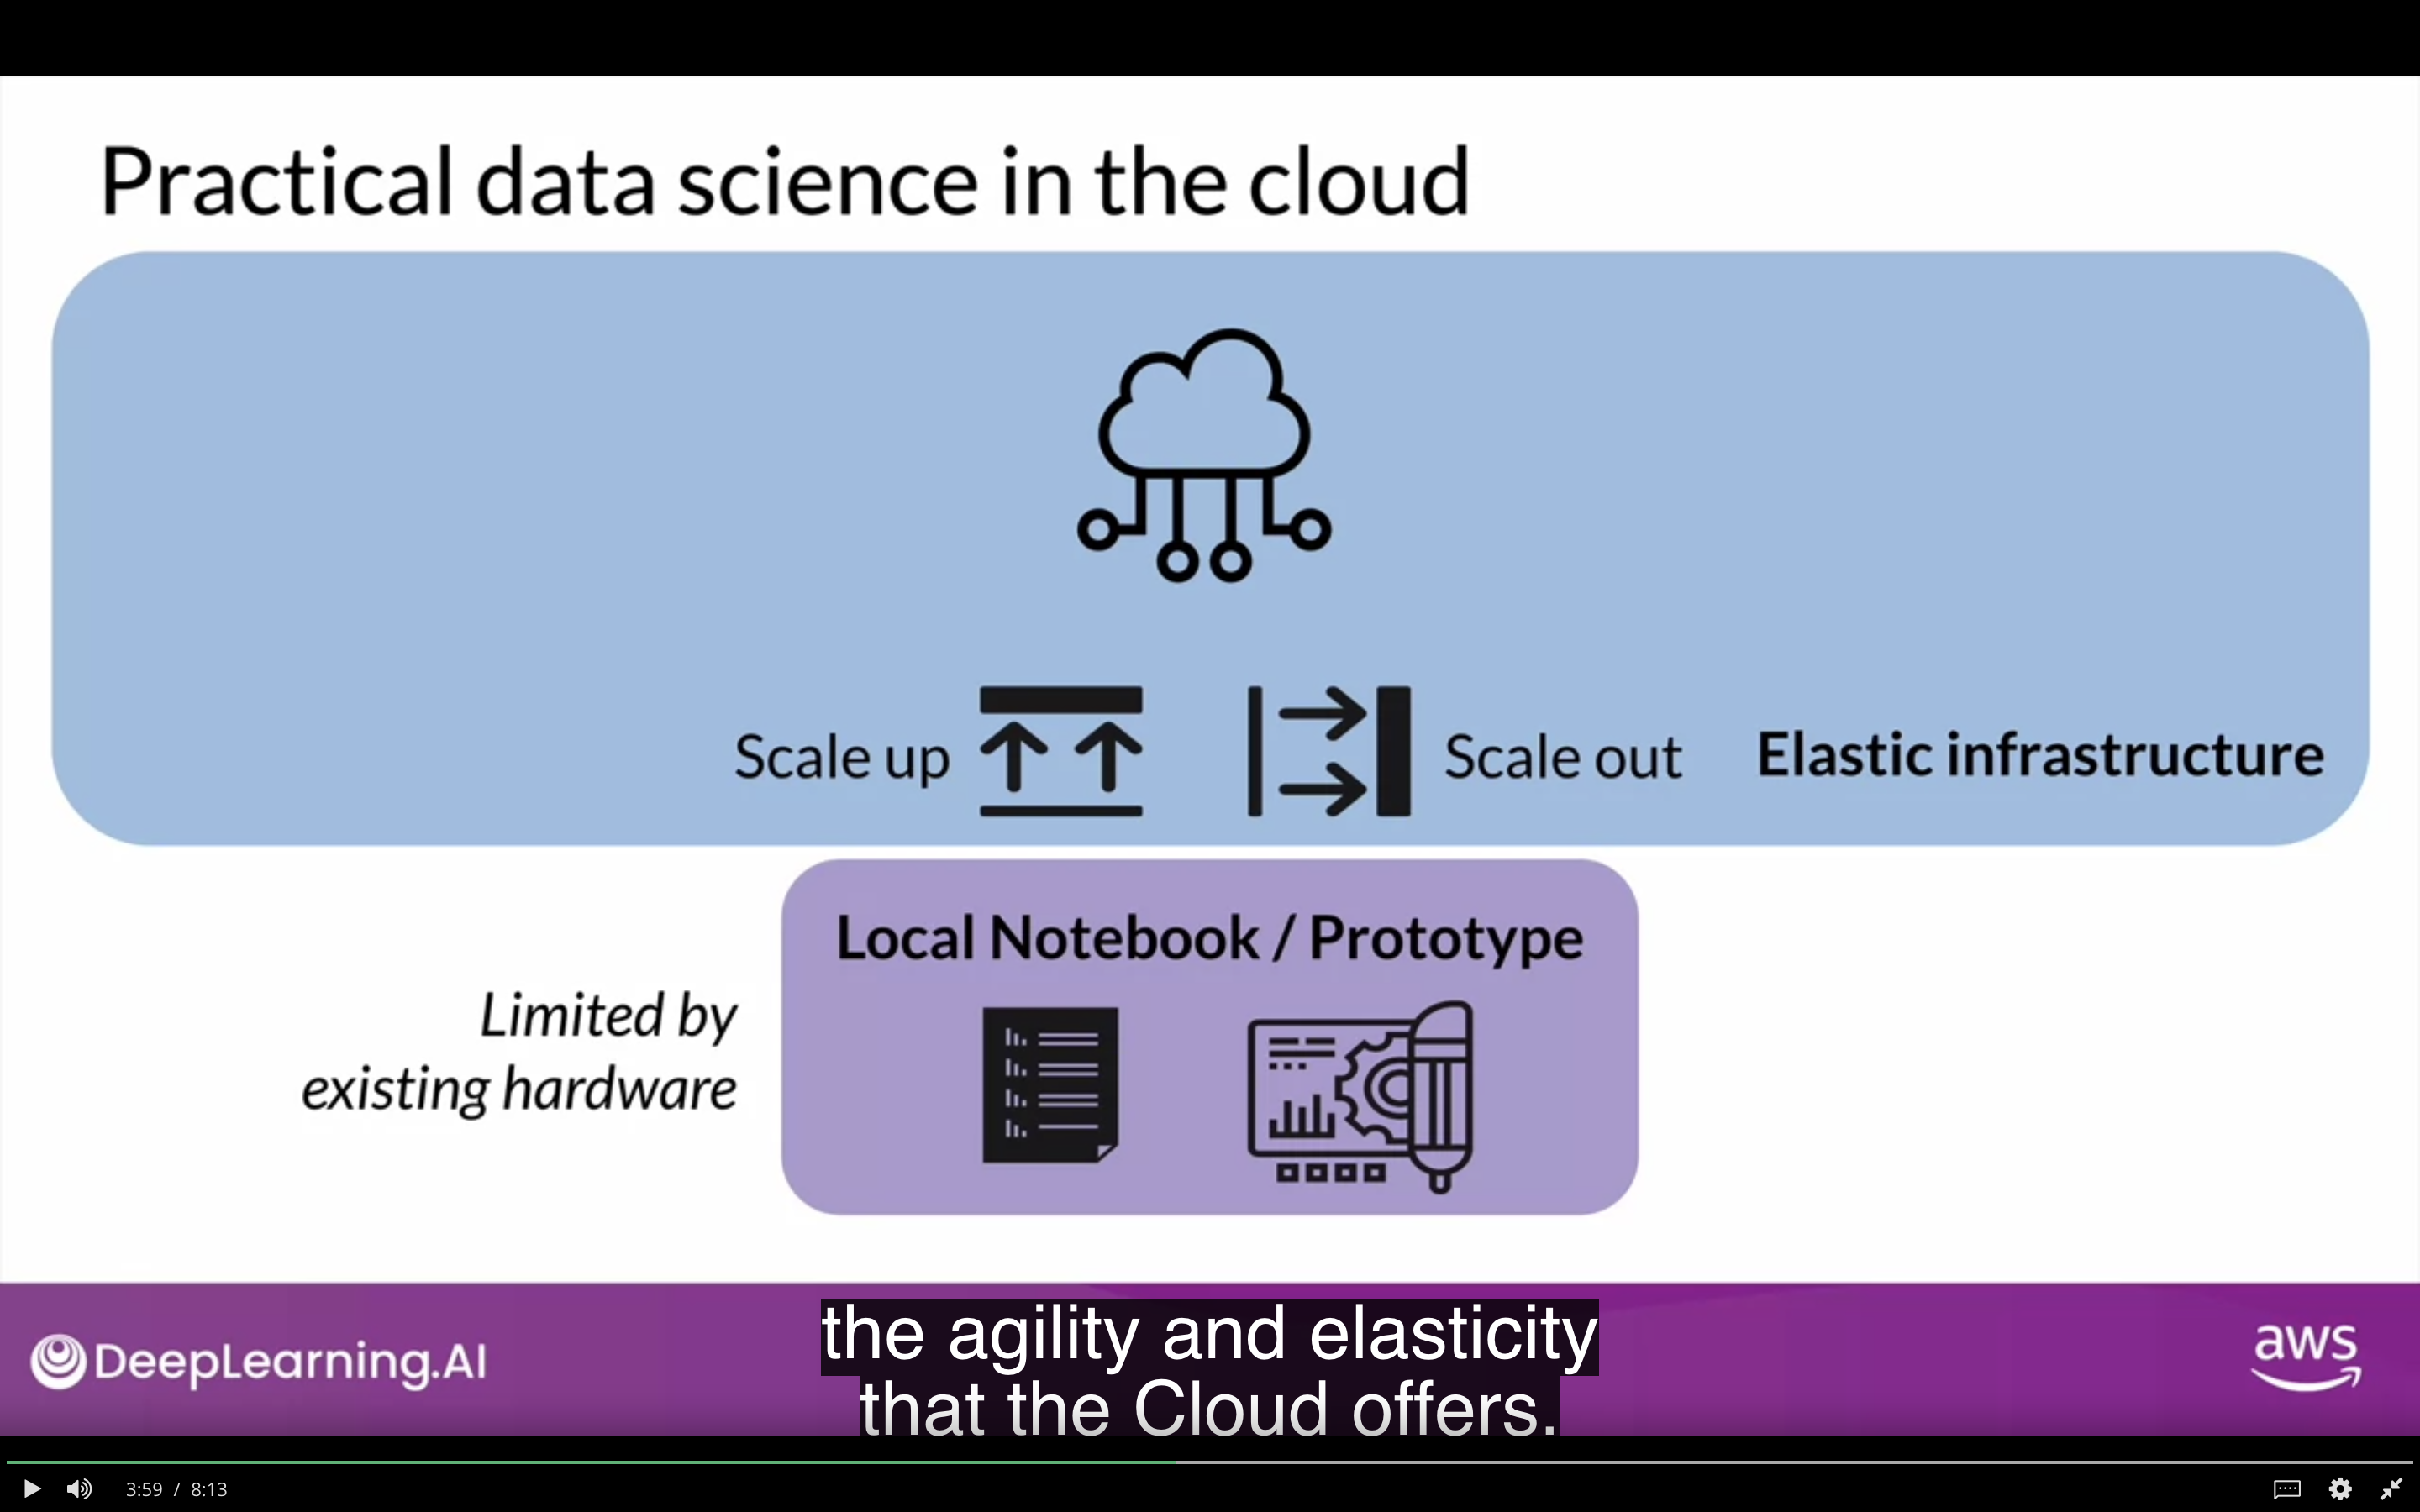 Practical data science in the cloud
Scale up
Scale out
Elastic infrastructure
Local Notebook / Prototype
Limited by
existing hardware
DeepLearning.AI
the agility and elasticity
that the Cloud offers.
aws
3:59 / 8:13